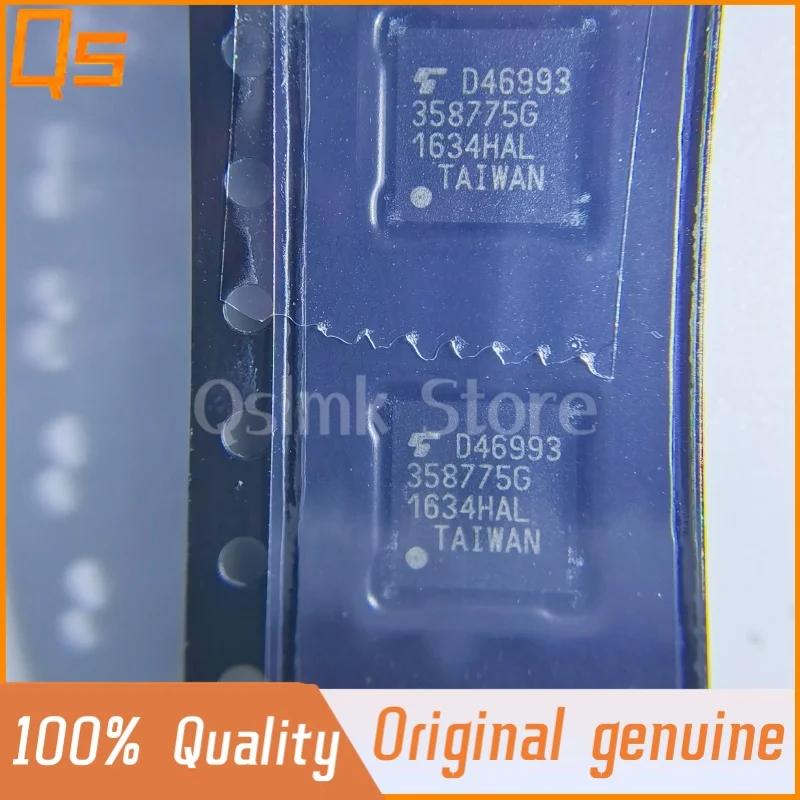 Qs
D46993
358775G
1634HAL
TAIWAN
Qslmk Store
D46993
358775G
1634HAL
TAIWAN
100% Quality
Original genuine